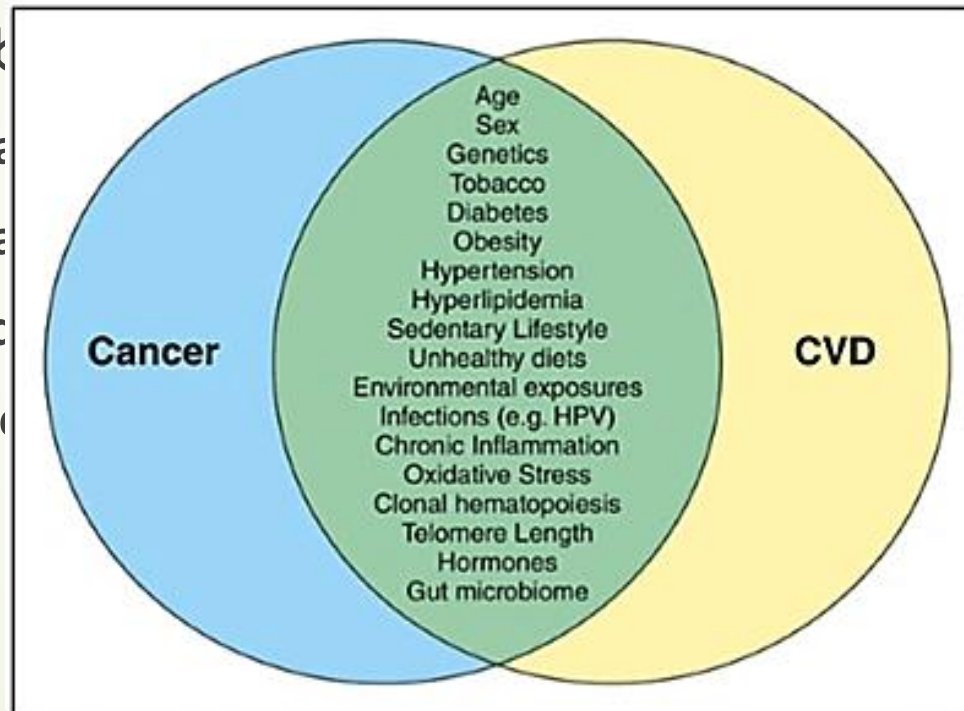 Age
Sex
Genetics
Tobacco
Diabetes
Obesity
Hypertension
Hyperlipidemia
Sedentary Lifestyle
Cancer
Unhealthy diets
CVD
Environmental exposures
Infections (e.g. HPV)
Chronic Inflammation
Oxidative Stress
Clonal hematopoiesis
Telomere Length
Hormones
Gut microbiome